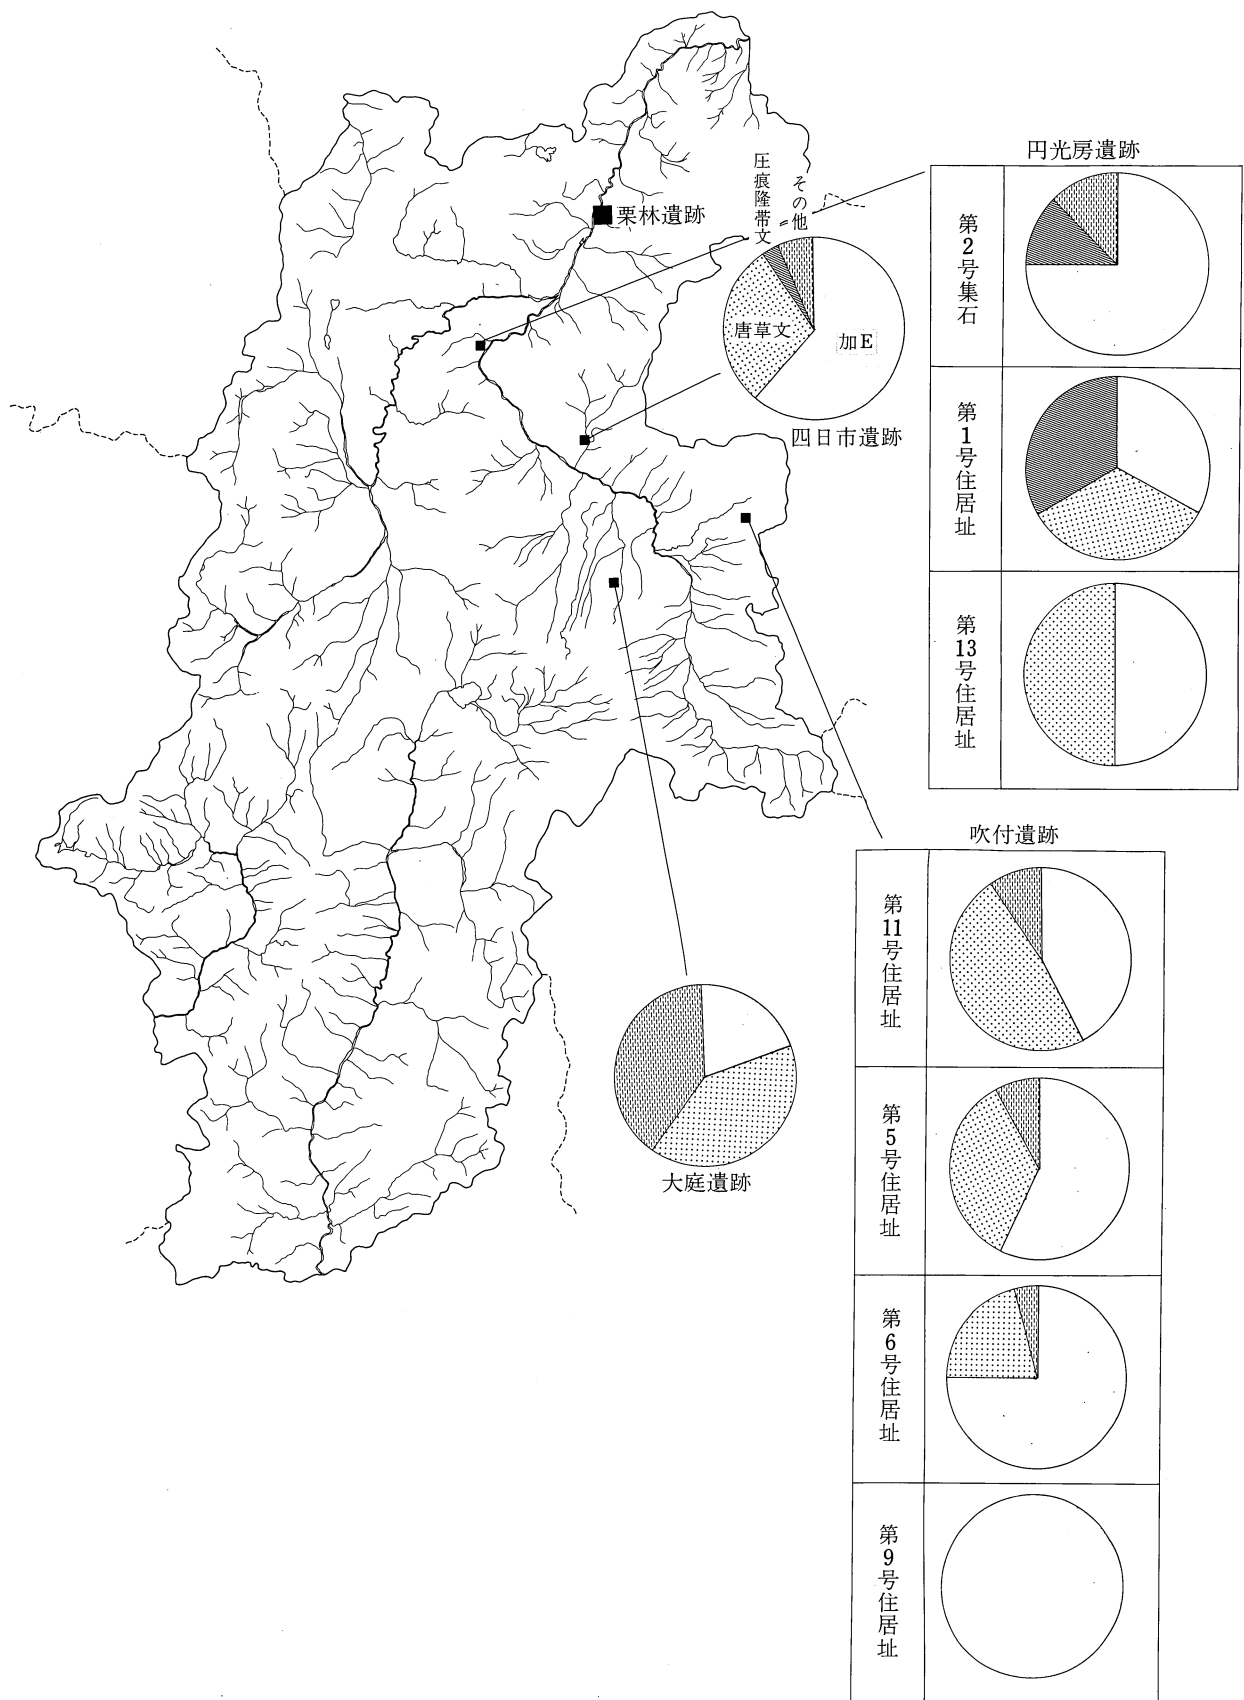 円光房遺跡
第2号集石
第1号住居址
第13号住居址
栗林遺跡
圧痕隆帯文
その他
唐草文
加E
四日市遺跡
吹付遺跡
第11号住居址
第5号住居址
第6号住居址
第9号住居址
大庭遺跡